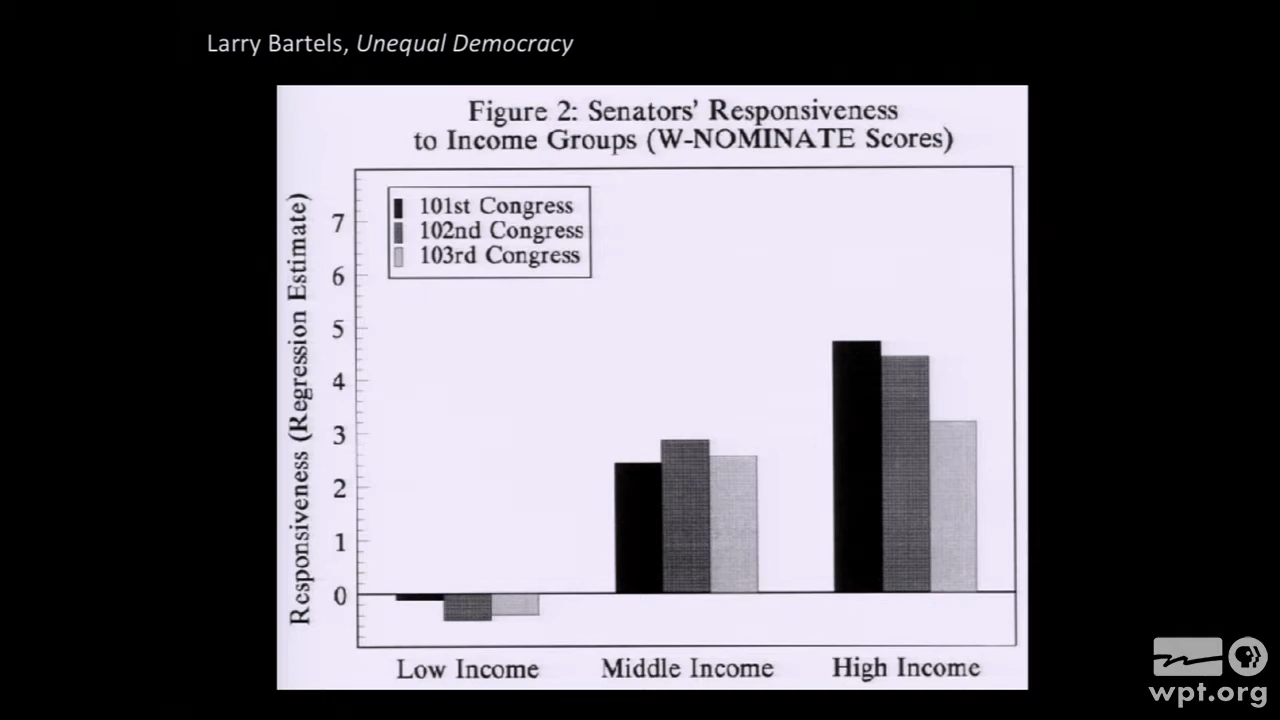 Larry Bartels, Unequal Democracy
Figure 2: Senators' Responsiveness
to Income Groups (W-NOMINATE Scores)
Responsiveness (Regression Estimate)
101st Congress
102nd Congress
103rd Congress
7
6
5
4
3
2
1
0
Low Income
Middle Income
High Income
wpt.org